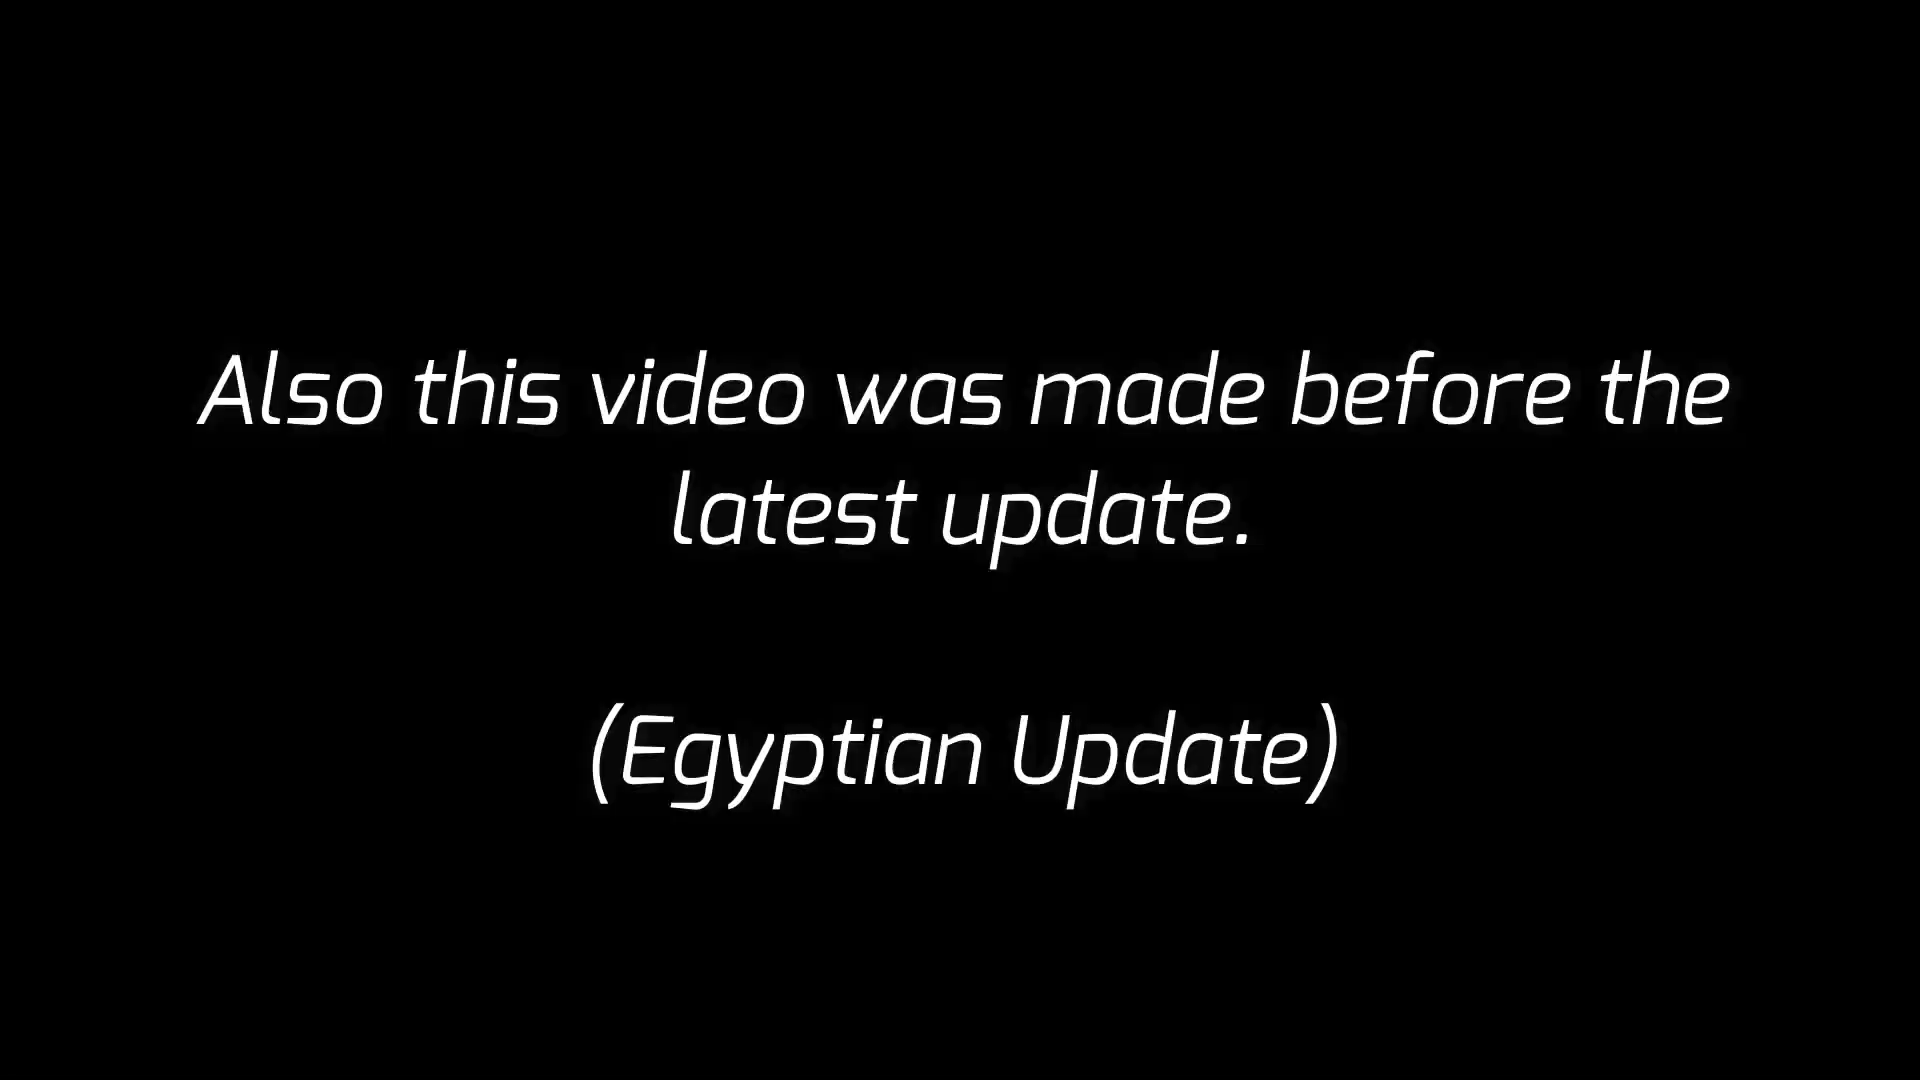 Also this video was made before the
latest update.
(Egyptian Update)